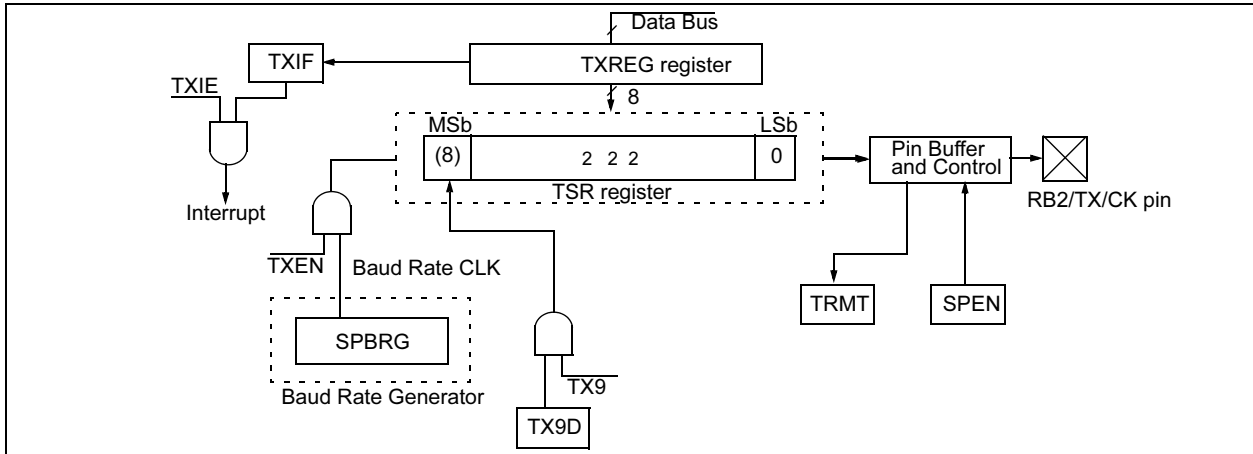 Data Bus
TXIF
TXREG register
TXIE
8
MSb
LSb
(8)
2 2 2
0
Pin Buffer
and Control
TSR register
Interrupt
RB2/TX/CK pin
TXEN
Baud Rate CLK
TRMT
SPEN
SPBRG
TX9
Baud Rate Generator
TX9D